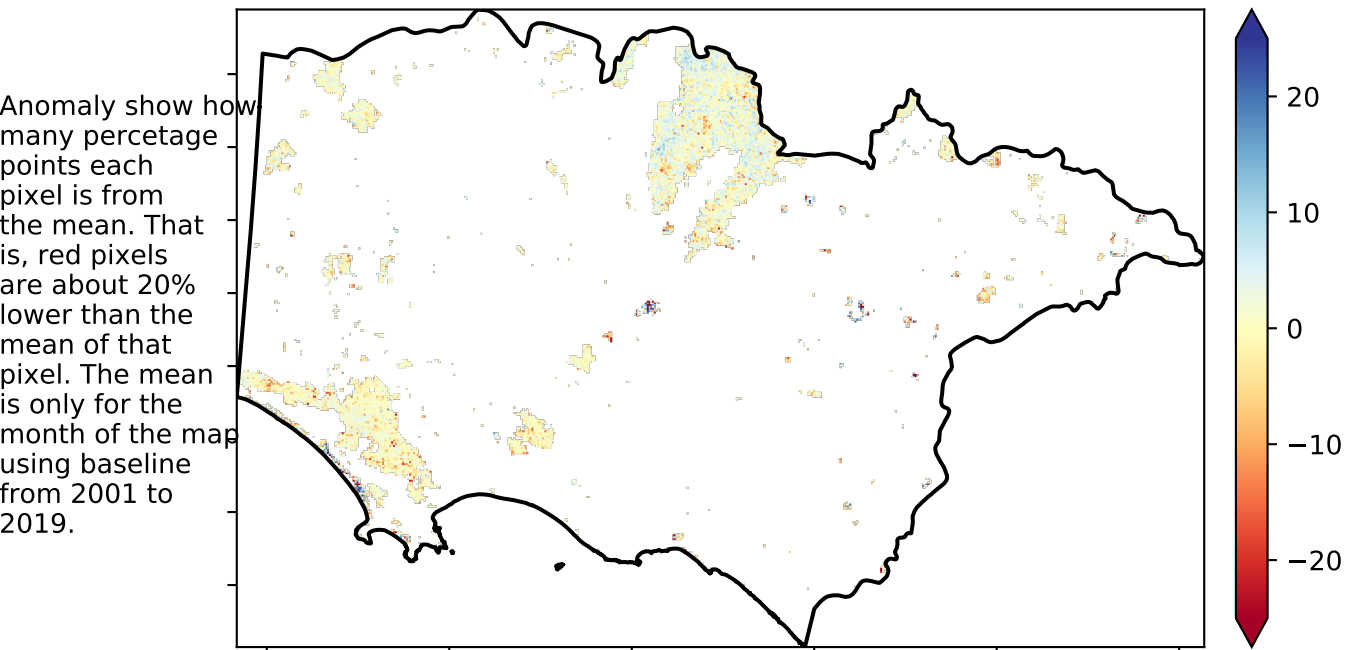 Anomaly show how
many percetage
points each
pixel is from
the mean. That
is, red pixels
are about 20%
lower than the
mean of that
pixel. The mean
is only for the
month of the map
using baseline
from 2001 to
2019.
20
10
0
−10
−20